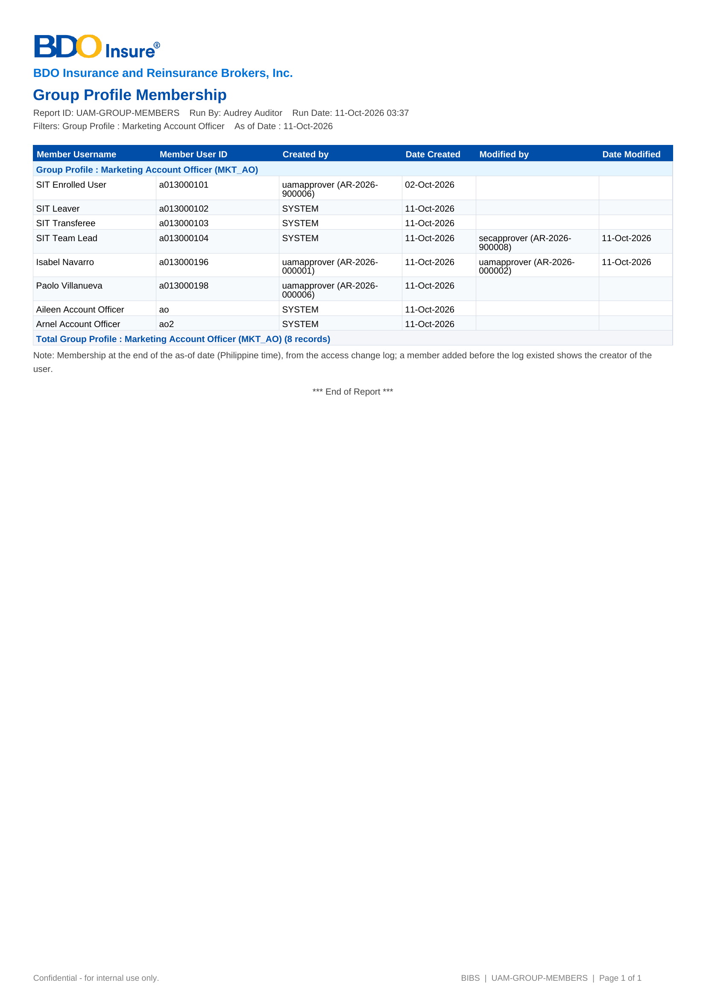 BDO Insure®
BDO Insurance and Reinsurance Brokers, Inc.
Group Profile Membership
Report ID: UAM-GROUP-MEMBERS Run By: Audrey Auditor Run Date: 11-Oct-2026 03:37
Filters: Group Profile : Marketing Account Officer As of Date : 11-Oct-2026
Member Username Member User ID Created by Date Created Modified by Date Modified
Group Profile : Marketing Account Officer (MKT_AO)
SIT Enrolled User a013000101 uamapprover (AR-2026- 02-Oct-2026
900006)
SIT Leaver a013000102 SYSTEM 11-Oct-2026
SIT Transferee a013000103 SYSTEM 11-Oct-2026
SIT Team Lead a013000104 SYSTEM 11-Oct-2026 secapprover (AR-2026- 11-Oct-2026
900008)
Isabel Navarro a013000196 uamapprover (AR-2026- 11-Oct-2026 uamapprover (AR-2026- 11-Oct-2026
000001) 000002)
Paolo Villanueva a013000198 uamapprover (AR-2026- 11-Oct-2026
000006)
Aileen Account Officer ao SYSTEM 11-Oct-2026
Arnel Account Officer ao2 SYSTEM 11-Oct-2026
Total Group Profile : Marketing Account Officer (MKT_AO) (8 records)
Note: Membership at the end of the as-of date (Philippine time), from the access change log; a member added before the log existed shows the creator of the
user.
*** End of Report ***
Confidential - for internal use only. BIBS | UAM-GROUP-MEMBERS | Page 1 of 1